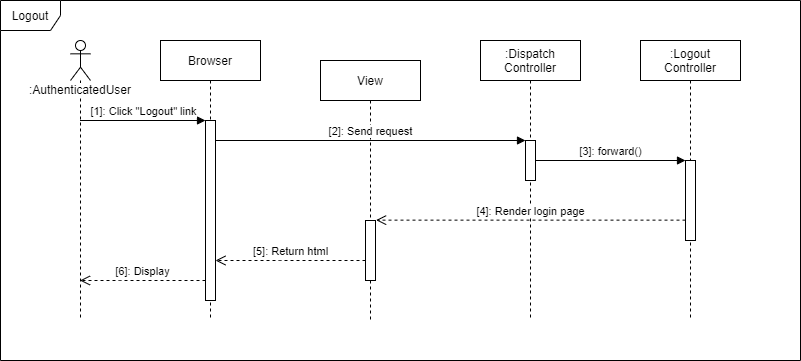 Logout
:AuthenticatedUser
Browser
View
:Dispatch
Controller
:Logout
Controller
[1]: Click "Logout" link
[2]: Send request
[3]: forward()
[4]: Render login page
[5]: Return html
[6]: Display